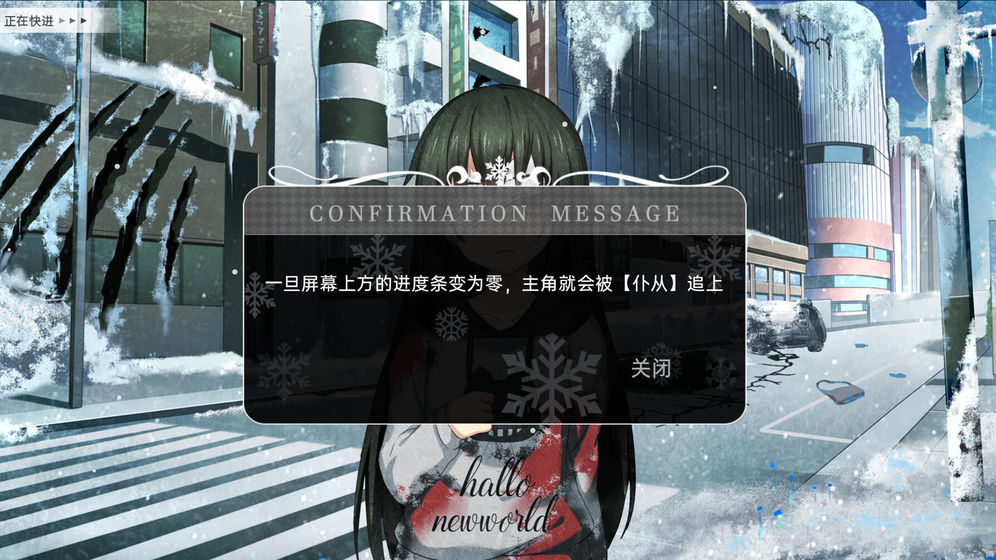 正在快进
CONFIRMATION MESSAGE
一旦屏幕上方的进度条变为零，主角就会被【仆从】追上
关闭
hallo
newworld